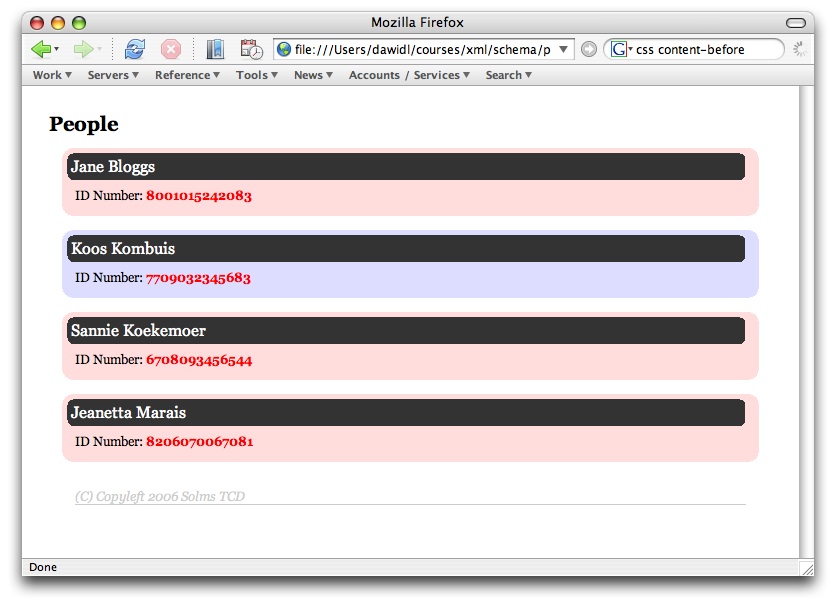 Mozilla Firefox
file:///Users/dawidl/courses/xml/schema/p
css content-before
Work Servers Reference Tools News Accounts / Services Search
People
Jane Bloggs
ID Number: 8001015242083
Koos Kombuis
ID Number: 7709032345683
Sannie Koekemoer
ID Number: 6708093456544
Jeanetta Marais
ID Number: 8206070067081
(C) Copyleft 2006 Solms TCD
Done